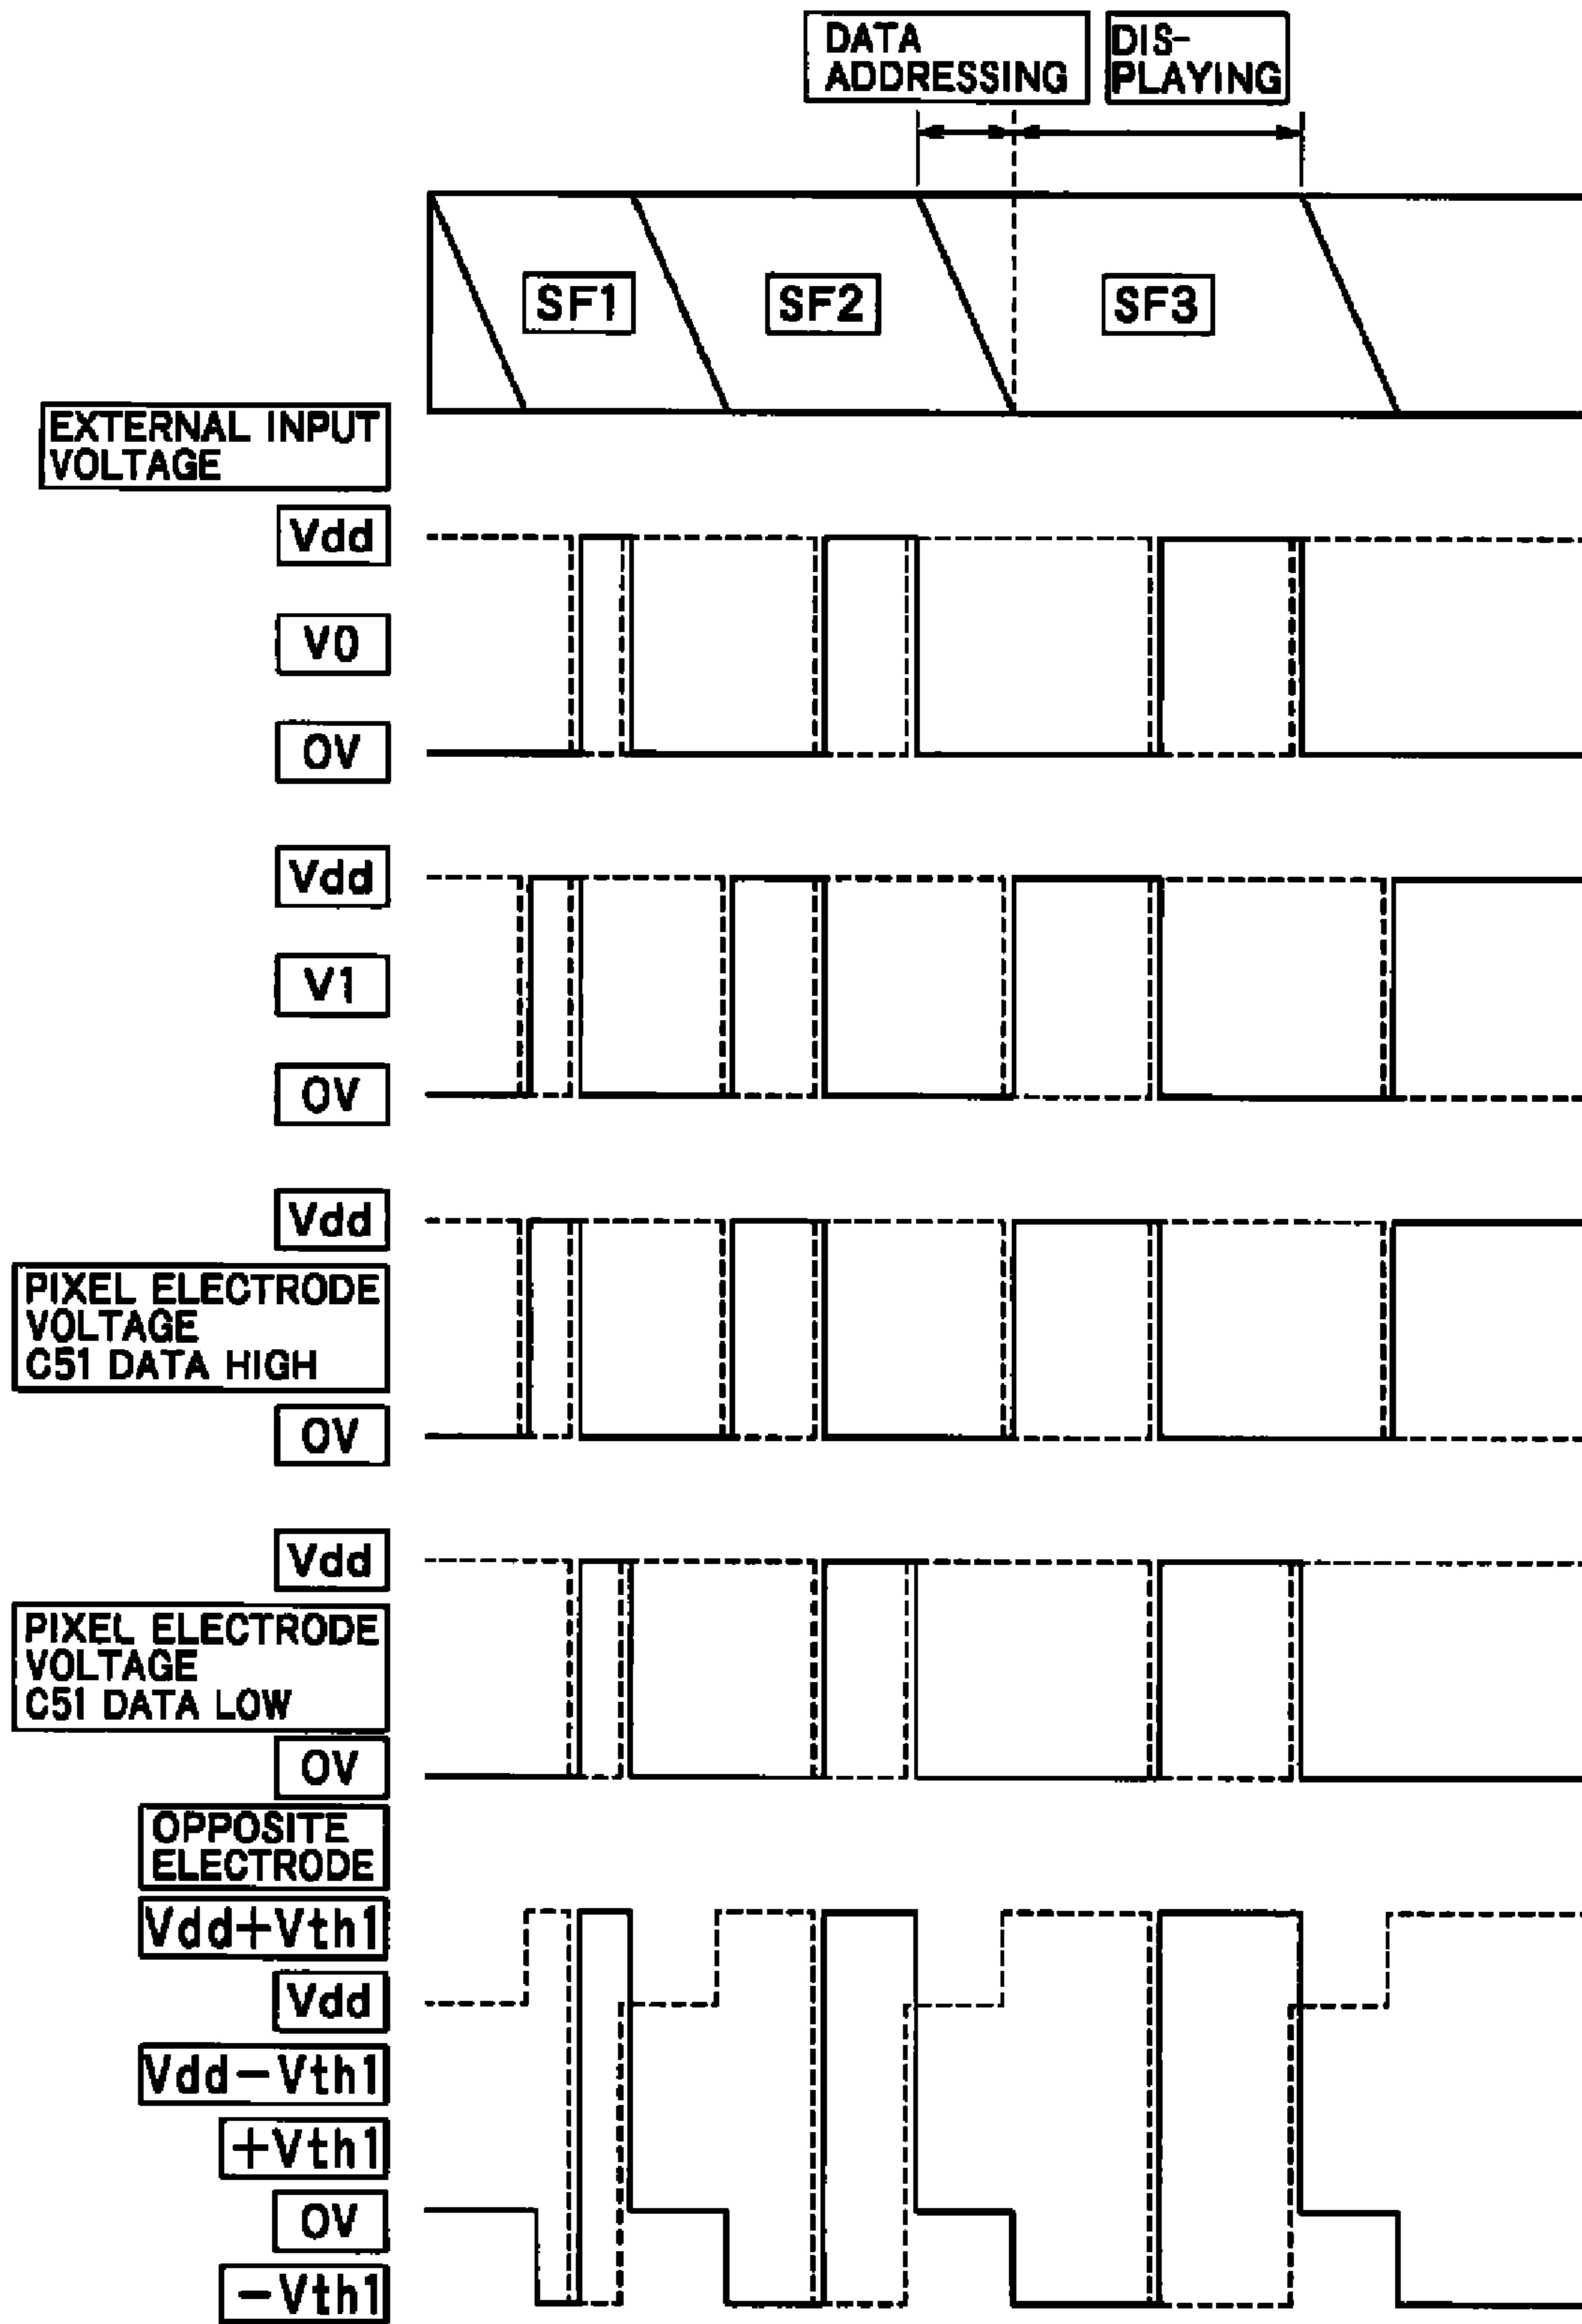 DATA
ADDRESSING
DIS-
PLAYING
SF1
SF2
SF3
EXTERNAL INPUT
VOLTAGE
Vdd
V0
0V
Vdd
V1
0V
Vdd
PIXEL ELECTRODE
VOLTAGE
C51 DATA HIGH
0V
Vdd
PIXEL ELECTRODE
VOLTAGE
C51 DATA LOW
0V
OPPOSITE
ELECTRODE
Vdd+Vth1
Vdd
Vdd-Vth1
+Vth1
0V
-Vth1